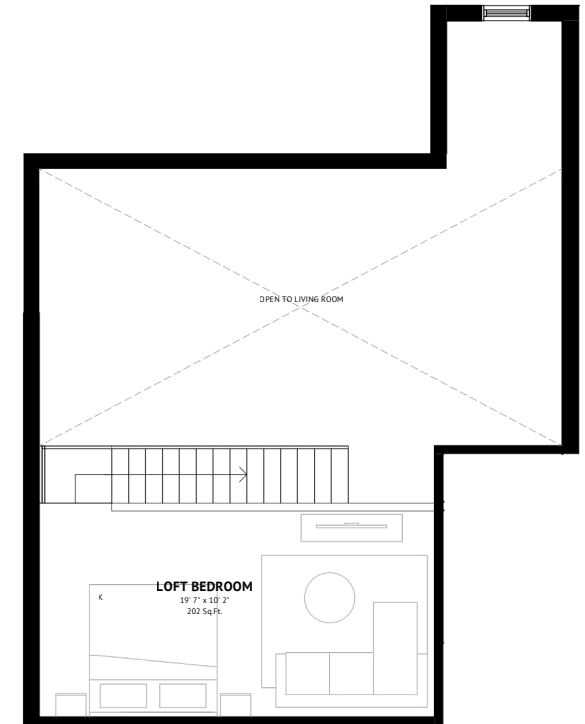 OPEN TO LIVING ROOM
LOFT BEDROOM
19' 7" x 10' 2"
202 Sq.Ft.
K